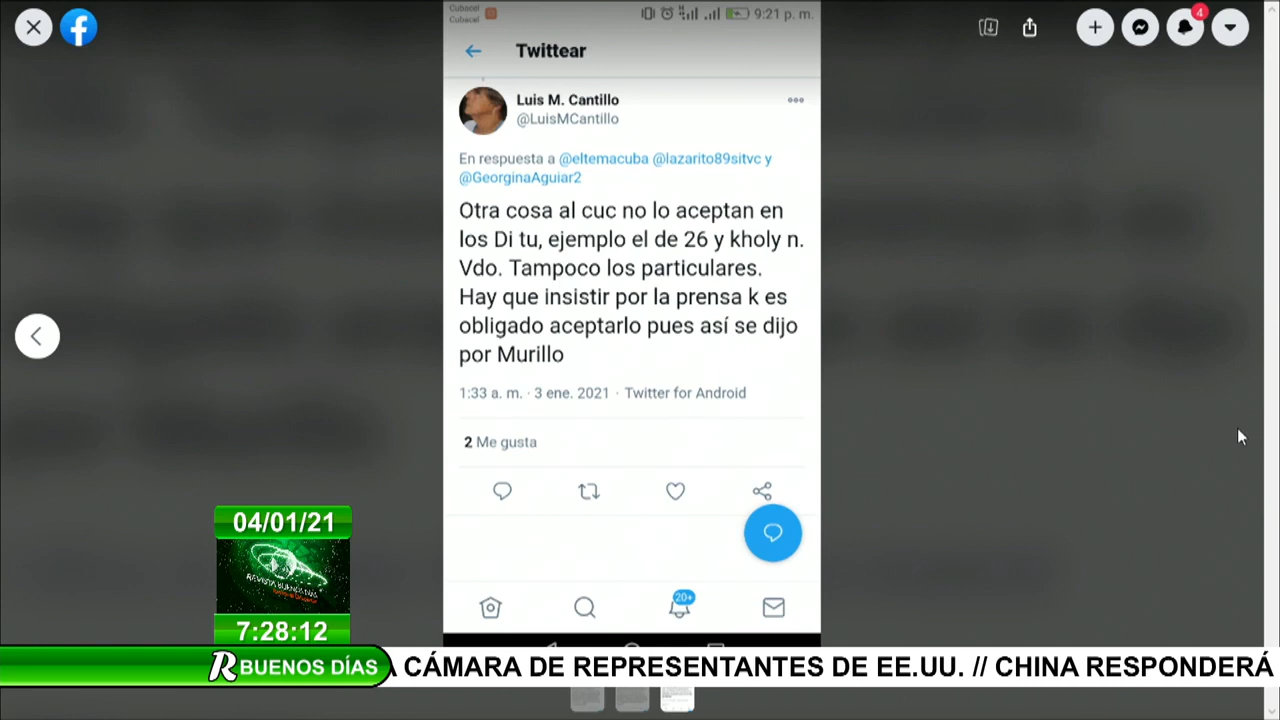 Cubacel
Cubacel
9:21 p. m.
4
Twittear
Luis M. Cantillo
@LuisMCantillo
En respuesta a @eltemacuba @lazarito89sitvc y
@GeorginaAguiar2
Otra cosa al cuc no lo aceptan en
los Di tu, ejemplo el de 26 y kholy n.
Vdo. Tampoco los particulares.
Hay que insistir por la prensa k es
obligado aceptarlo pues así se dijo
por Murillo
1:33 a. m. · 3 ene. 2021 · Twitter for Android
2 Me gusta
20+
04/01/21
REVISTA BUENOS DÍAS
7:28:12
R BUENOS DÍAS
A CÁMARA DE REPRESENTANTES DE EE.UU. // CHINA RESPONDERÁ